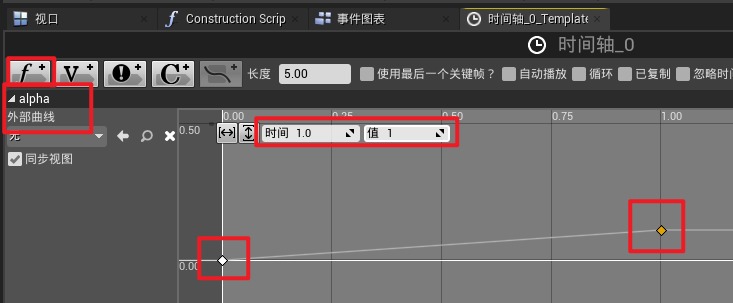 视口
Construction Scrip
事件图表
时间轴_0_Template
时间轴_0
f+ V+ !+ C+
长度 5.00
使用最后一个关键帧？
自动播放
循环
已复制
忽略时
alpha
外部曲线
无
同步视图
0.00 0.25 0.50 0.75 1.00
0.50
时间 1.0
值 1
0.00